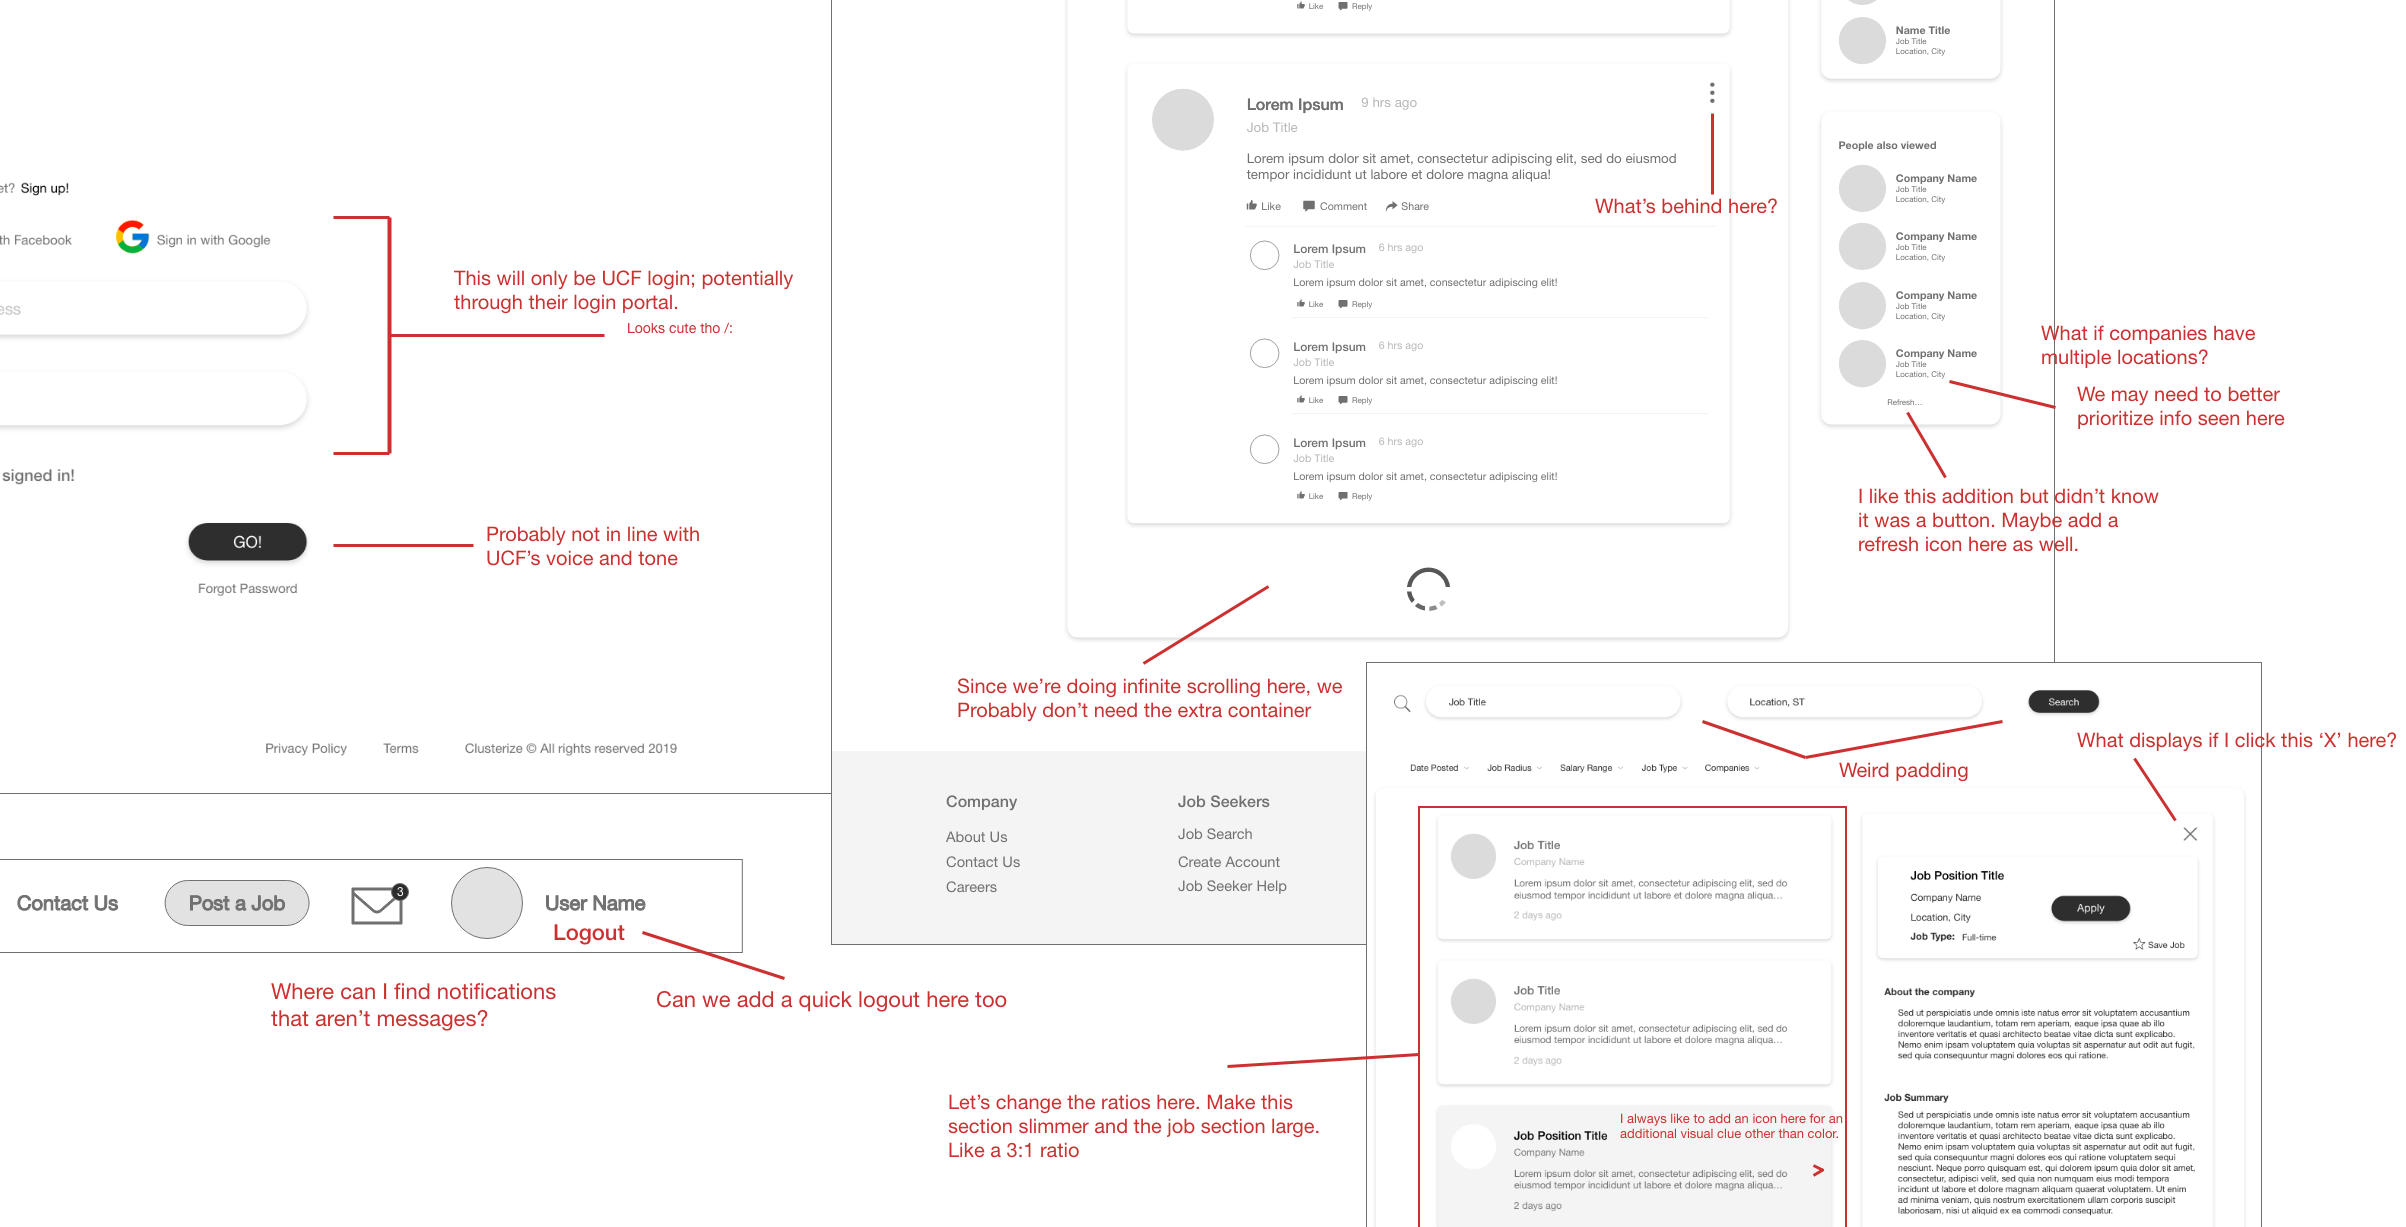 et? Sign up!
th Facebook
Sign in with Google
ess
signed in!
GO!
Forgot Password
This will only be UCF login; potentially
through their login portal.
Looks cute tho /:
Probably not in line with
UCF’s voice and tone
Privacy Policy
Terms
Clusterize © All rights reserved 2019
Contact Us
Post a Job
3
User Name
Logout
Where can I find notifications
that aren’t messages?
Can we add a quick logout here too
Like
Reply
Lorem Ipsum 9 hrs ago
Job Title
Lorem ipsum dolor sit amet, consectetur adipiscing elit, sed do eiusmod
tempor incididunt ut labore et dolore magna aliqua!
Like
Comment
Share
What’s behind here?
Lorem Ipsum 6 hrs ago
Job Title
Lorem ipsum dolor sit amet, consectetur adipiscing elit!
Like
Reply
Lorem Ipsum 6 hrs ago
Job Title
Lorem ipsum dolor sit amet, consectetur adipiscing elit!
Like
Reply
Lorem Ipsum 6 hrs ago
Job Title
Lorem ipsum dolor sit amet, consectetur adipiscing elit!
Like
Reply
Since we’re doing infinite scrolling here, we
Probably don’t need the extra container
Name Title
Job Title
Location, City
People also viewed
Company Name
Job Title
Location, City
Company Name
Job Title
Location, City
Company Name
Job Title
Location, City
Company Name
Job Title
Location, City
Refresh...
What if companies have
multiple locations?
We may need to better
prioritize info seen here
I like this addition but didn’t know
it was a button. Maybe add a
refresh icon here as well.
Company
About Us
Contact Us
Careers
Job Seekers
Job Search
Create Account
Job Seeker Help
Job Title
Location, ST
Search
What displays if I click this ‘X’ here?
Weird padding
Date Posted
Job Radius
Salary Range
Job Type
Companies
Job Title
Company Name
Lorem ipsum dolor sit amet, consectetur adipiscing elit, sed do
eiusmod tempor incididunt ut labore et dolore magna aliqua...
2 days ago
Job Title
Company Name
Lorem ipsum dolor sit amet, consectetur adipiscing elit, sed do
eiusmod tempor incididunt ut labore et dolore magna aliqua...
2 days ago
Let’s change the ratios here. Make this
section slimmer and the job section large.
Like a 3:1 ratio
I always like to add an icon here for an
additional visual clue other than color.
Job Position Title
Company Name
Lorem ipsum dolor sit amet, consectetur adipiscing elit, sed do
eiusmod tempor incididunt ut labore et dolore magna aliqua...
2 days ago
>
Job Position Title
Company Name
Location, City
Job Type: Full-time
Apply
Save Job
About the company
Sed ut perspiciatis unde omnis iste natus error sit voluptatem accusantium
doloremque laudantium, totam rem aperiam, eaque ipsa quae ab illo
inventore veritatis et quasi architecto beatae vitae dicta sunt explicabo.
Nemo enim ipsam voluptatem quia voluptas sit aspernatur aut odit aut fugit,
sed quia consequuntur magni dolores eos qui ratione.
Job Summary
Sed ut perspiciatis unde omnis iste natus error sit voluptatem accusantium
doloremque laudantium, totam rem aperiam, eaque ipsa quae ab illo
inventore veritatis et quasi architecto beatae vitae dicta sunt explicabo.
Nemo enim ipsam voluptatem quia voluptas sit aspernatur aut odit aut fugit,
sed quia consequuntur magni dolores eos qui ratione voluptatem sequi
nesciunt. Neque porro quisquam est, qui dolorem ipsum quia dolor sit amet,
consectetur, adipisci velit, sed quia non numquam eius modi tempora
incidunt ut labore et dolore magnam aliquam quaerat voluptatem. Ut enim
ad minima veniam, quis nostrum exercitationem ullam corporis suscipit
laboriosam, nisi ut aliquid ex ea commodi consequatur.